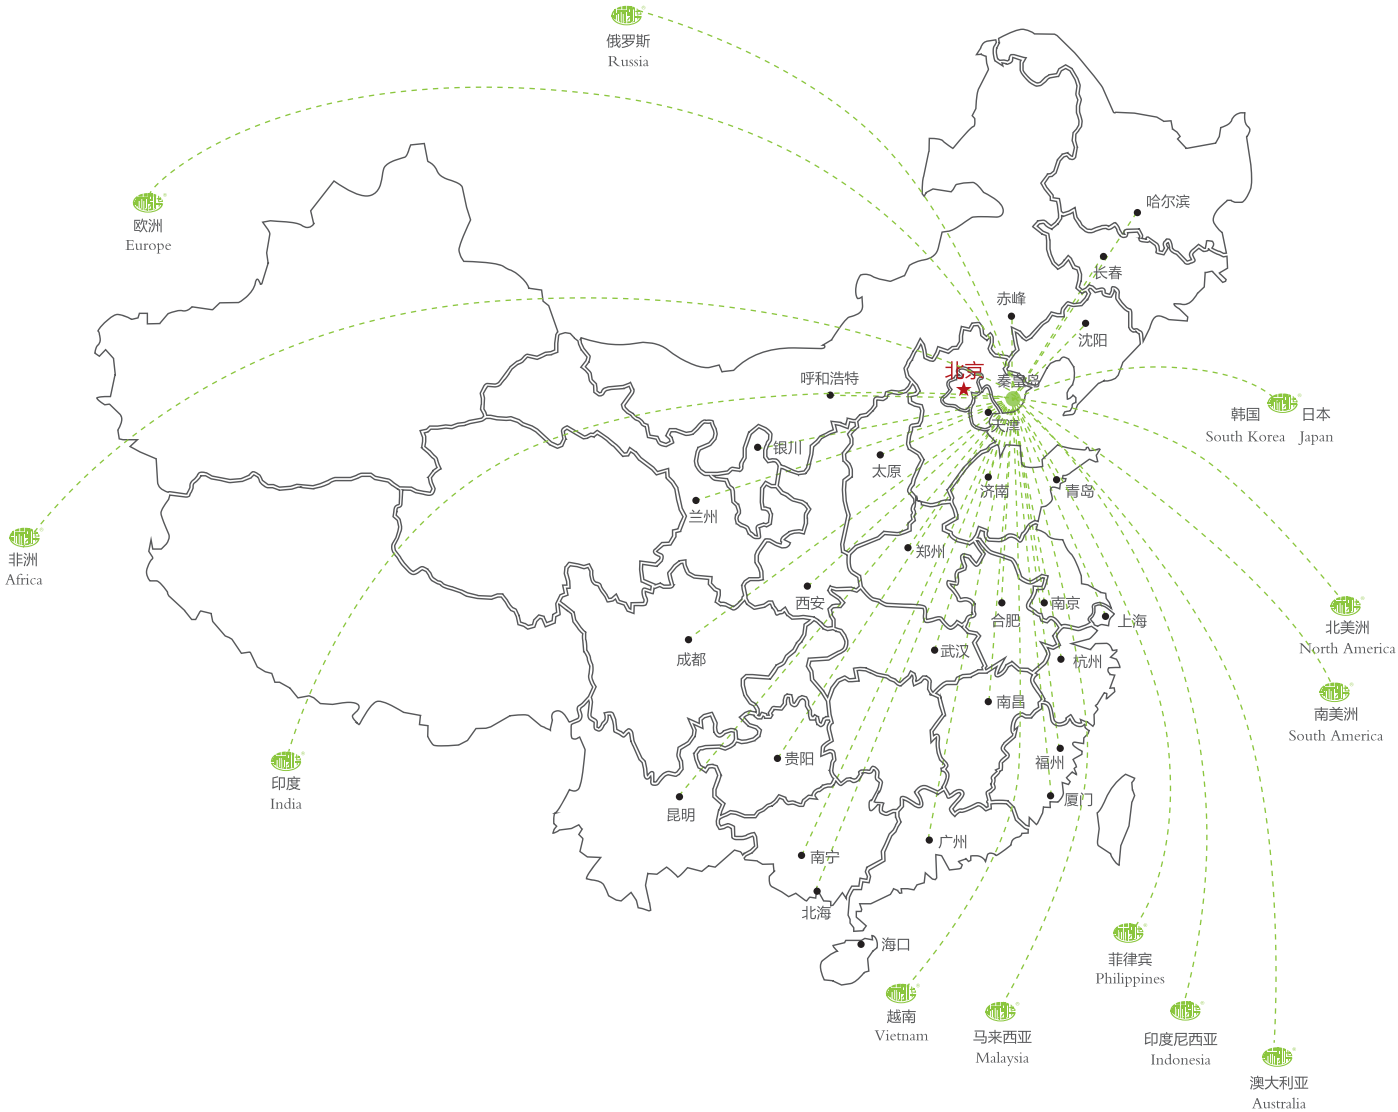 俄罗斯
Russia
欧洲
Europe
哈尔滨
长春
赤峰
沈阳
北京
秦皇岛
呼和浩特
天津
韩国 日本
South Korea Japan
银川
太原
济南
青岛
兰州
郑州
非洲
Africa
西安
南京
合肥
上海
北美洲
North America
武汉
成都
杭州
南昌
南美洲
South America
贵阳
福州
印度
India
厦门
昆明
广州
南宁
北海
海口
菲律宾
Philippines
越南
Vietnam
马来西亚
Malaysia
印度尼西亚
Indonesia
澳大利亚
Australia